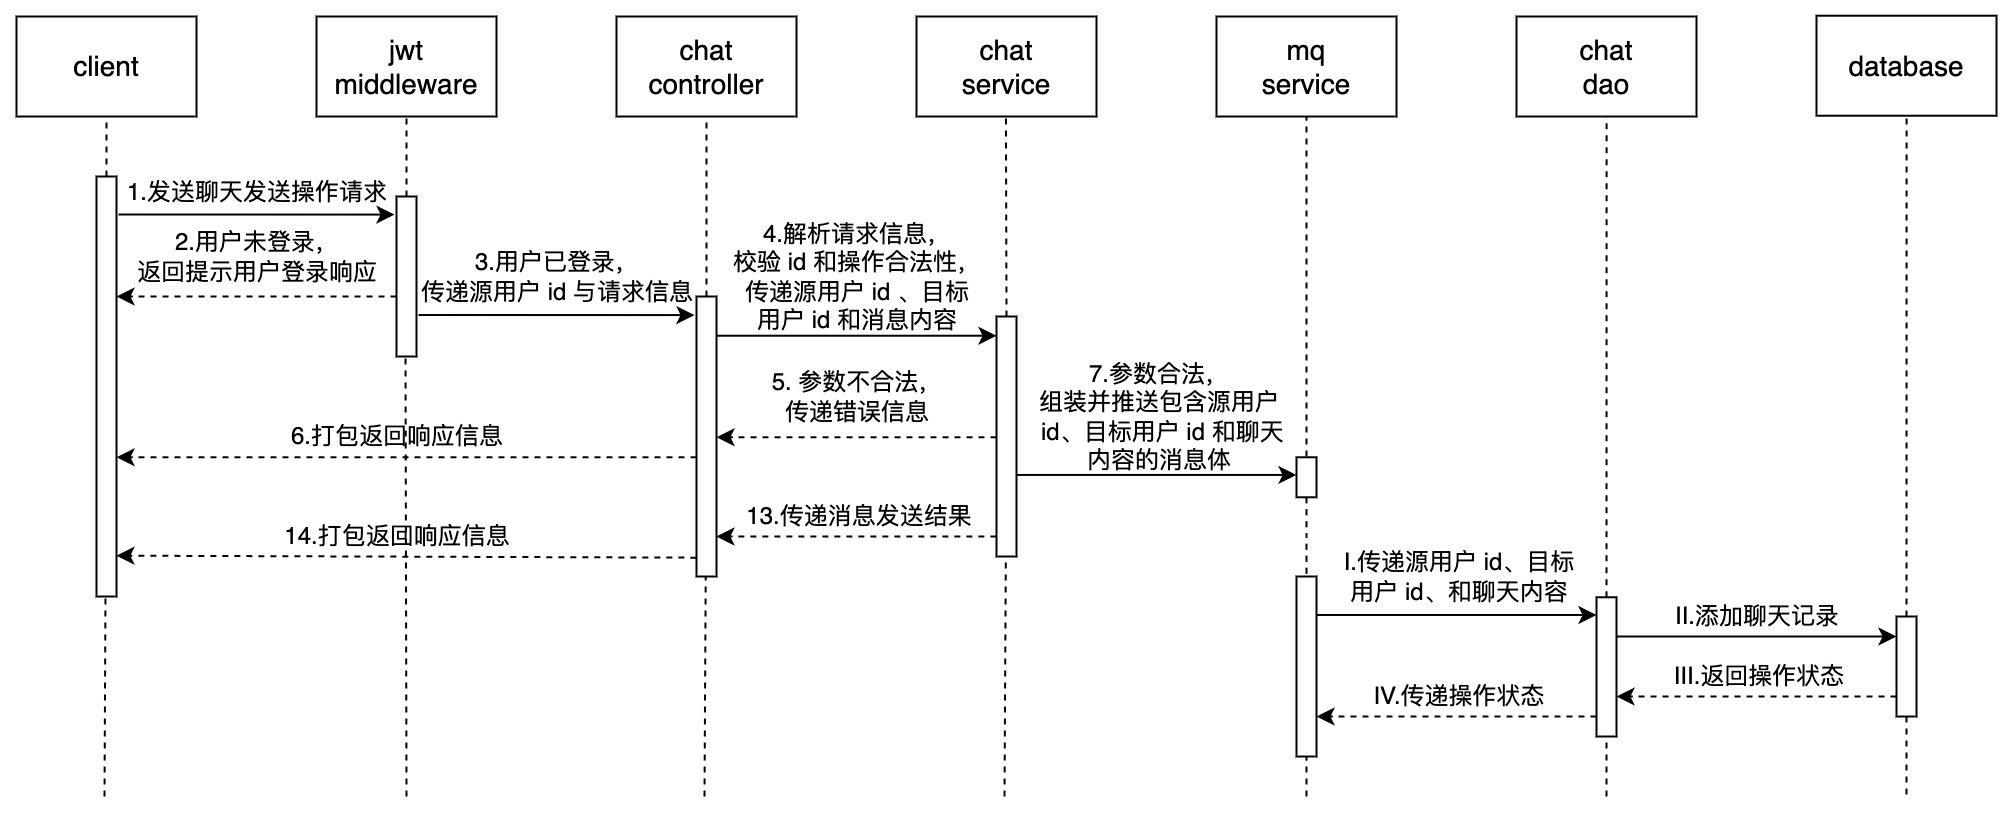 client
jwt
middleware
chat
controller
chat
service
mq
service
chat
dao
database
1.发送聊天发送操作请求
2.用户未登录，
返回提示用户登录响应
3.用户已登录，
传递源用户 id 与请求信息
4.解析请求信息，
校验 id 和操作合法性，
传递源用户 id 、目标
用户 id 和消息内容
5. 参数不合法，
传递错误信息
6.打包返回响应信息
7.参数合法，
组装并推送包含源用户
id、目标用户 id 和聊天
内容的消息体
13.传递消息发送结果
14.打包返回响应信息
I.传递源用户 id、目标
用户 id、和聊天内容
II.添加聊天记录
III.返回操作状态
IV.传递操作状态